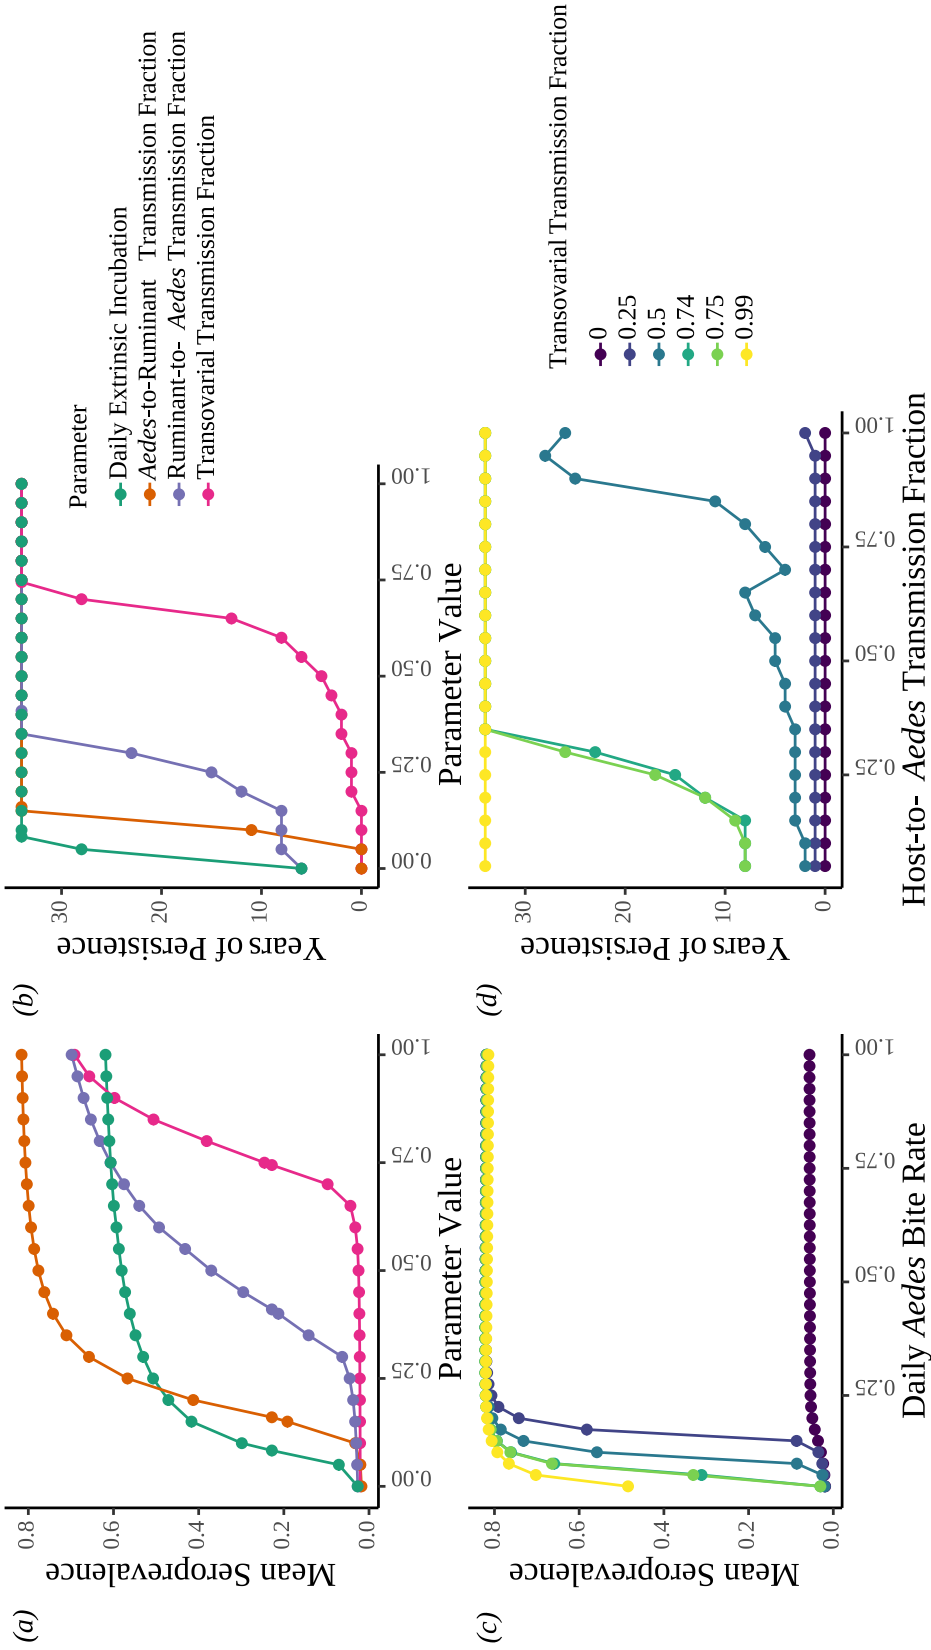 (a)
Mean Seroprevalence
0.8
0.6
0.4
0.2
0.0
0.00
0.25
0.50
0.75
1.00
Parameter Value
(b)
Years of Persistence
30
20
10
0
0.00
0.25
0.50
0.75
1.00
Parameter Value
Parameter
Daily Extrinsic Incubation
Aedes-to-Ruminant Transmission Fraction
Ruminant-to- Aedes Transmission Fraction
Transovarial Transmission Fraction
(c)
Mean Seroprevalence
0.8
0.6
0.4
0.2
0.0
0.25
0.50
0.75
1.00
Daily Aedes Bite Rate
(d)
Years of Persistence
30
20
10
0
0.25
0.50
0.75
1.00
Host-to- Aedes Transmission Fraction
Transovarial Transmission Fraction
0
0.25
0.5
0.74
0.75
0.99